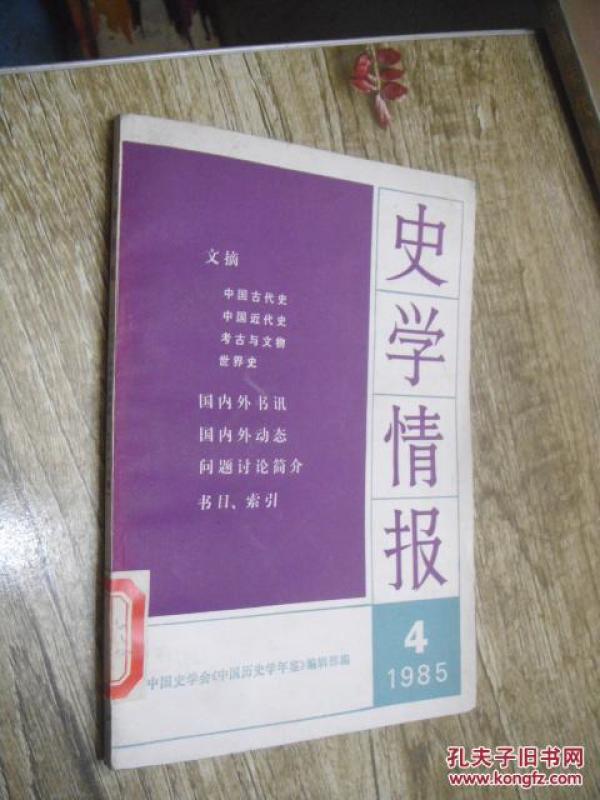 史学情报
文摘
中国古代史
中国近代史
考古与文物
世界史
国内外书讯
国内外动态
问题讨论简介
书目、索引
4
1985
中国史学会《中国历史学年鉴》编辑部编
孔夫子旧书网
www.kongfz.com